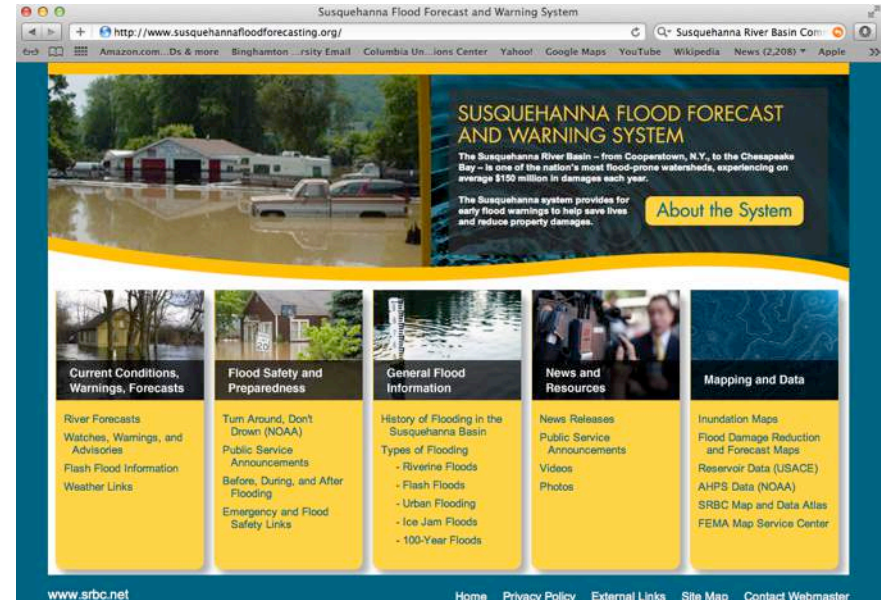 Susquehanna Flood Forecast and Warning System
http://www.susquehannafloodforecasting.org/
Susquehanna River Basin Com
Amazon.com...Ds & more Binghamton ...rsity Email Columbia Un...ions Center Yahoo! Google Maps YouTube Wikipedia News (2,208) Apple
SUSQUEHANNA FLOOD FORECAST
AND WARNING SYSTEM
The Susquehanna River Basin – from Cooperstown, N.Y., to the Chesapeake
Bay – is one of the nation's most flood-prone watersheds, experiencing on
average $150 million in damages each year.
The Susquehanna system provides for
early flood warnings to help save lives
and reduce property damages.
About the System
Current Conditions,
Warnings, Forecasts
River Forecasts
Watches, Warnings, and
Advisories
Flash Flood Information
Weather Links
20
Flood Safety and
Preparedness
Turn Around, Don't
Drown (NOAA)
Public Service
Announcements
Before, During, and After
Flooding
Emergency and Flood
Safety Links
General Flood
Information
History of Flooding in the
Susquehanna Basin
Types of Flooding
- Riverine Floods
- Flash Floods
- Urban Flooding
- Ice Jam Floods
- 100-Year Floods
News and
Resources
News Releases
Public Service
Announcements
Videos
Photos
Mapping and Data
Inundation Maps
Flood Damage Reduction
and Forecast Maps
Reservoir Data (USACE)
AHPS Data (NOAA)
SRBC Map and Data Atlas
FEMA Map Service Center
www.srbc.net
Home Privacy Policy External Links Site Map Contact Webmaster